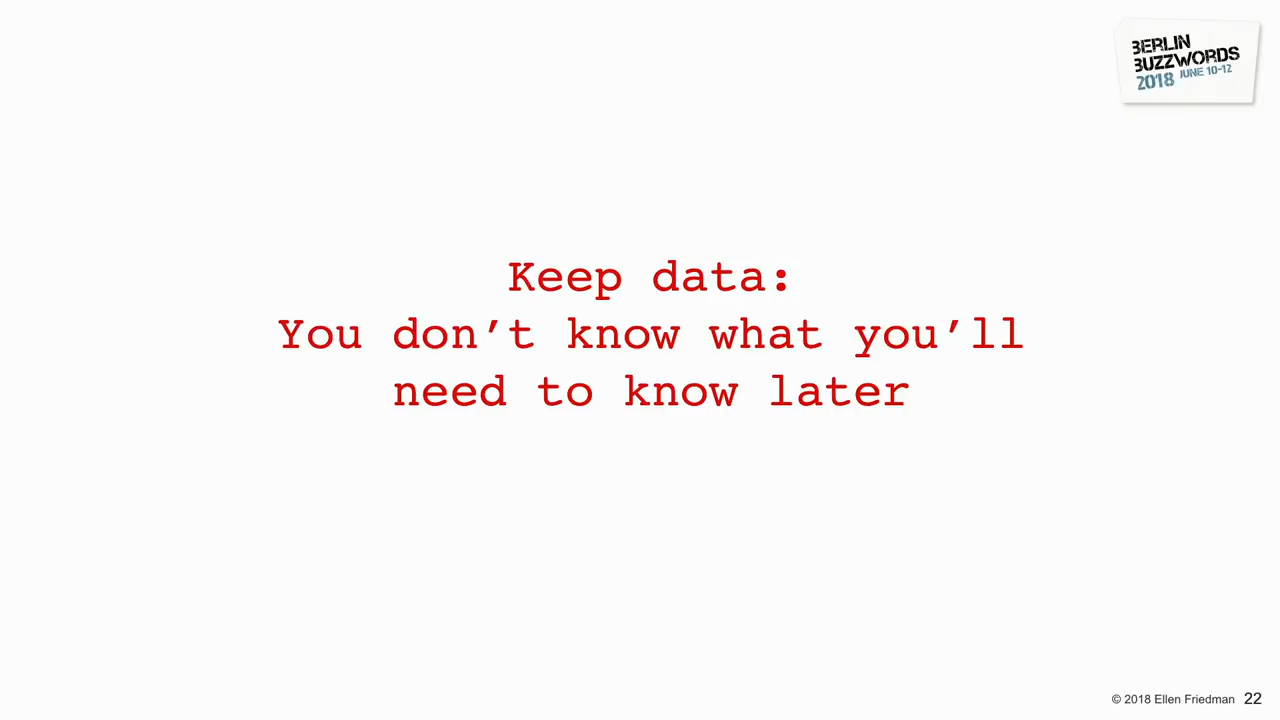 BERLIN
BUZZWORDS
2018 JUNE 10-12
Keep data:
You don’t know what you’ll
need to know later
© 2018 Ellen Friedman 22